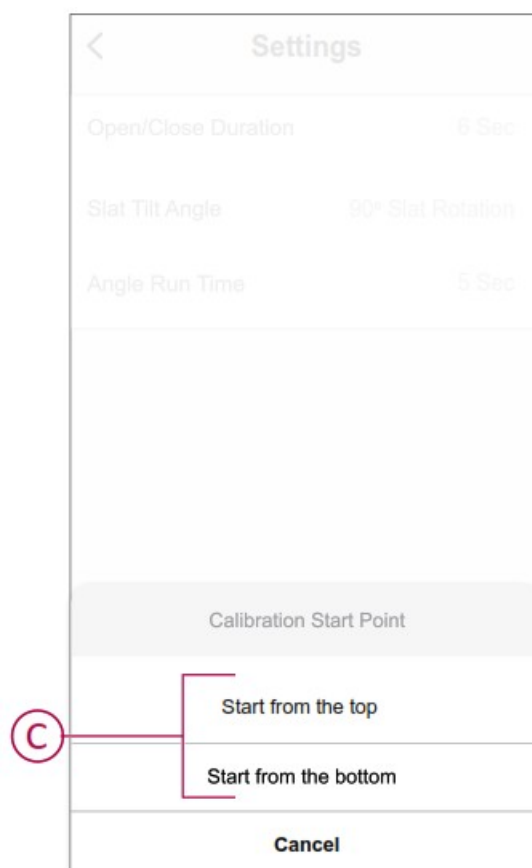 Settings
Open/Close Duration 6 Sec
Slat Tilt Angle 90º Slat Rotation
Angle Run Time 5 Sec
Calibration Start Point
C
Start from the top
Start from the bottom
Cancel